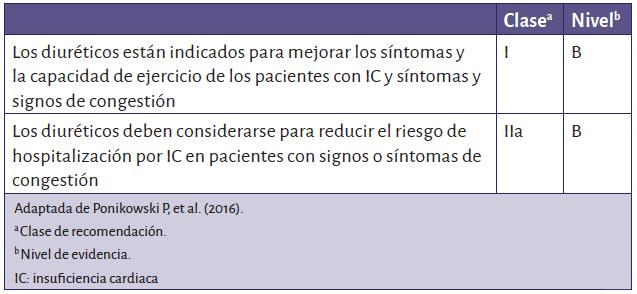 Claseᵃ Nivelᵇ
Los diuréticos están indicados para mejorar los síntomas y I B
la capacidad de ejercicio de los pacientes con IC y síntomas y
signos de congestión
Los diuréticos deben considerarse para reducir el riesgo de IIa B
hospitalización por IC en pacientes con signos o síntomas de
congestión
Adaptada de Ponikowski P, et al. (2016).
ᵃ Clase de recomendación.
ᵇ Nivel de evidencia.
IC: insuficiencia cardiaca